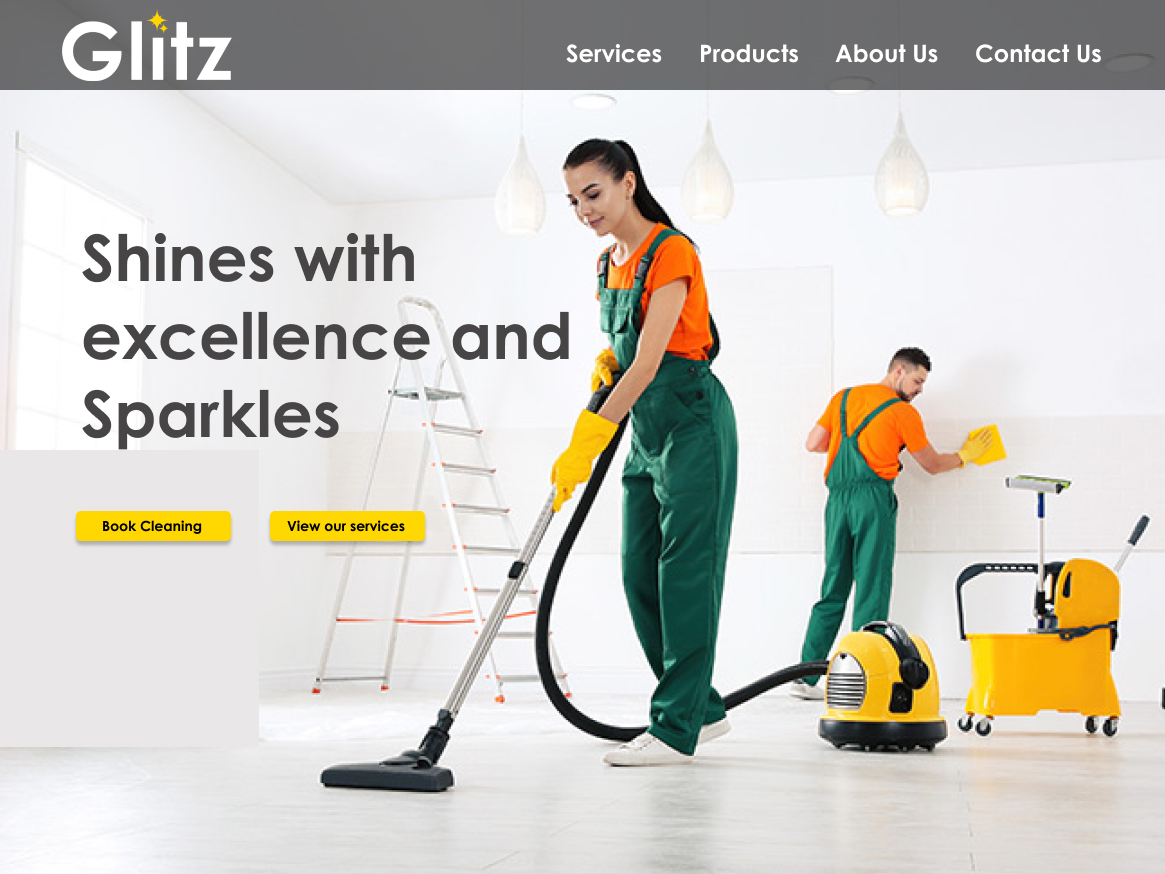 Glitz
Services Products About Us Contact Us
Shines with
excellence and
Sparkles
Book Cleaning
View our services